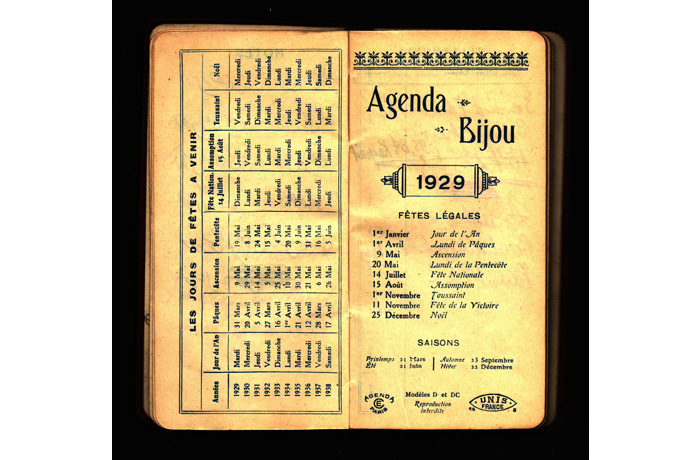 LES JOURS DE FÊTES A VENIR
Années Jour de l'An Pâques Ascension Pentecôte Fête Nation. Assomption Toussaint Noël
14 Juillet 15 Août
1929 Mardi 31 Mars 9 Mai 19 Mai Dimanche Jeudi Vendredi Mercredi
1930 Mercredi 20 Avril 29 Mai 8 Juin Lundi Vendredi Samedi Jeudi
1931 Jeudi 5 Avril 14 Mai 24 Mai Mardi Samedi Dimanche Vendredi
1932 Vendredi 27 Mars 5 Mai 15 Mai Jeudi Lundi Mardi Dimanche
1933 Dimanche 16 Avril 25 Mai 4 Juin Vendredi Mardi Mercredi Lundi
1934 Lundi 1er Avril 10 Mai 20 Mai Samedi Mercredi Jeudi Mardi
1935 Mardi 21 Avril 30 Mai 9 Juin Dimanche Jeudi Vendredi Mercredi
1936 Mercredi 12 Avril 21 Mai 31 Mai Samedi Dimanche Vendredi
1937 Vendredi 28 Mars 6 Mai 16 Mai Mercredi Dimanche Lundi Samedi
1938 Samedi 17 Avril 26 Mai 5 Juin Jeudi Lundi Mardi Dimanche
Agenda
Bijou
1929
FÊTES LÉGALES
1er Janvier Jour de l'An
1er Avril Lundi de Pâques
9 Mai Ascension
20 Mai Lundi de la Pentecôte
14 Juillet Fête Nationale
15 Août Assomption
1er Novembre Toussaint
11 Novembre Fête de la Victoire
25 Décembre Noël
SAISONS
Printemps 21 Mars Automne 23 Septembre
Été 21 Juin Hiver 22 Décembre
AGENDA
PARIS
Modèles D et DC
Reproduction
interdite
UNIS
FRANCE